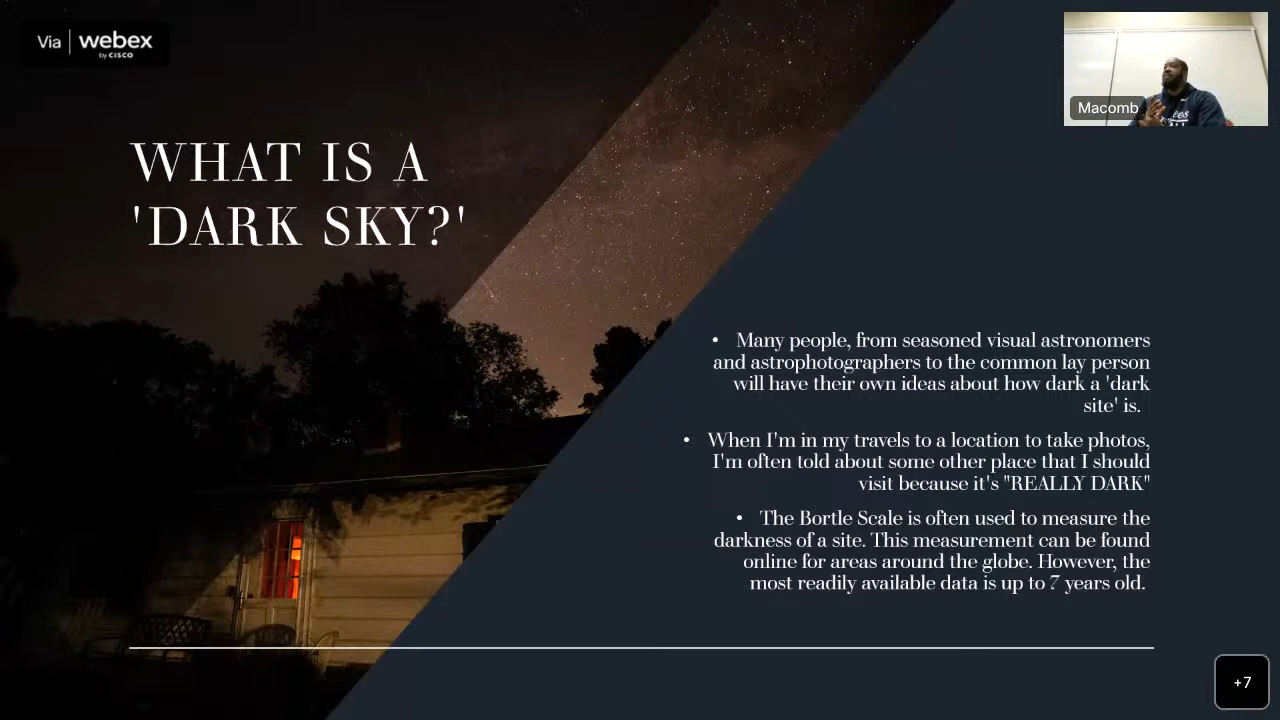 Via | webex
by CISCO
Macomb
WHAT IS A
'DARK SKY?'
• Many people, from seasoned visual astronomers
and astrophotographers to the common lay person
will have their own ideas about how dark a 'dark
site' is.
• When I'm in my travels to a location to take photos,
I'm often told about some other place that I should
visit because it's "REALLY DARK"
• The Bortle Scale is often used to measure the
darkness of a site. This measurement can be found
online for areas around the globe. However, the
most readily available data is up to 7 years old.
+7